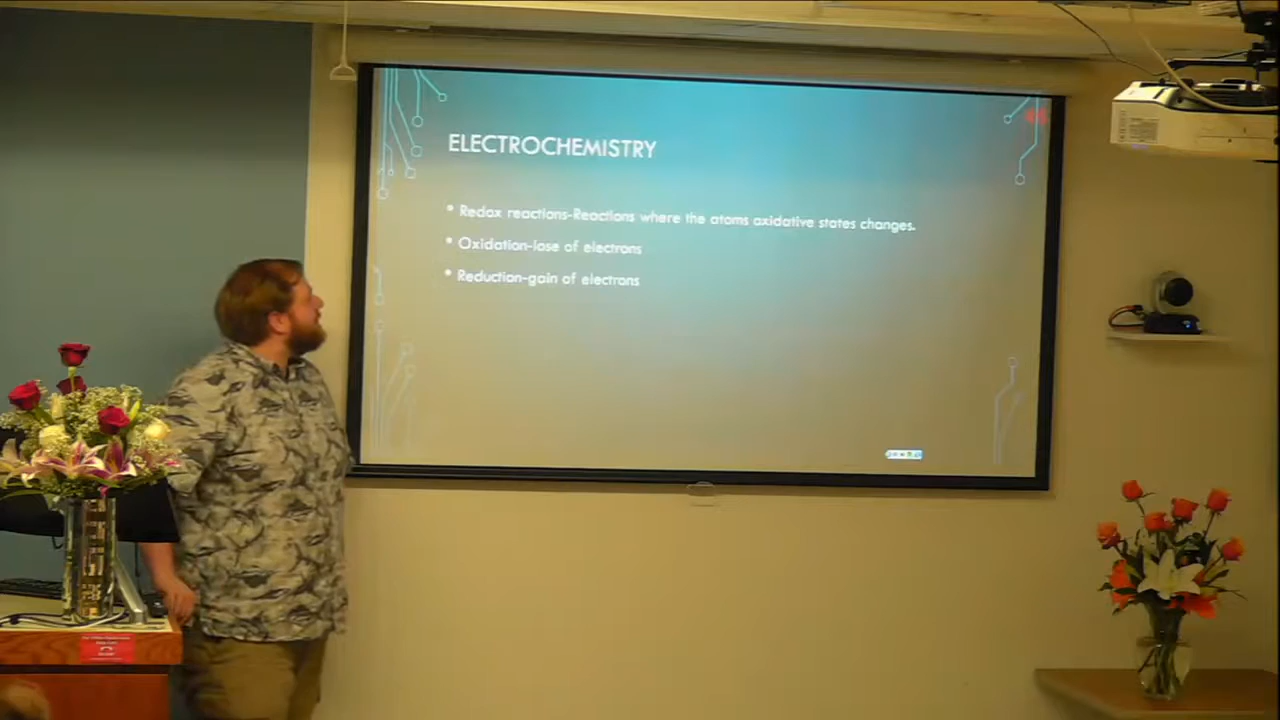 ELECTROCHEMISTRY
• Redox reactions-Reactions where the atoms oxidative states changes.
• Oxidation-lose of electrons
• Reduction-gain of electrons